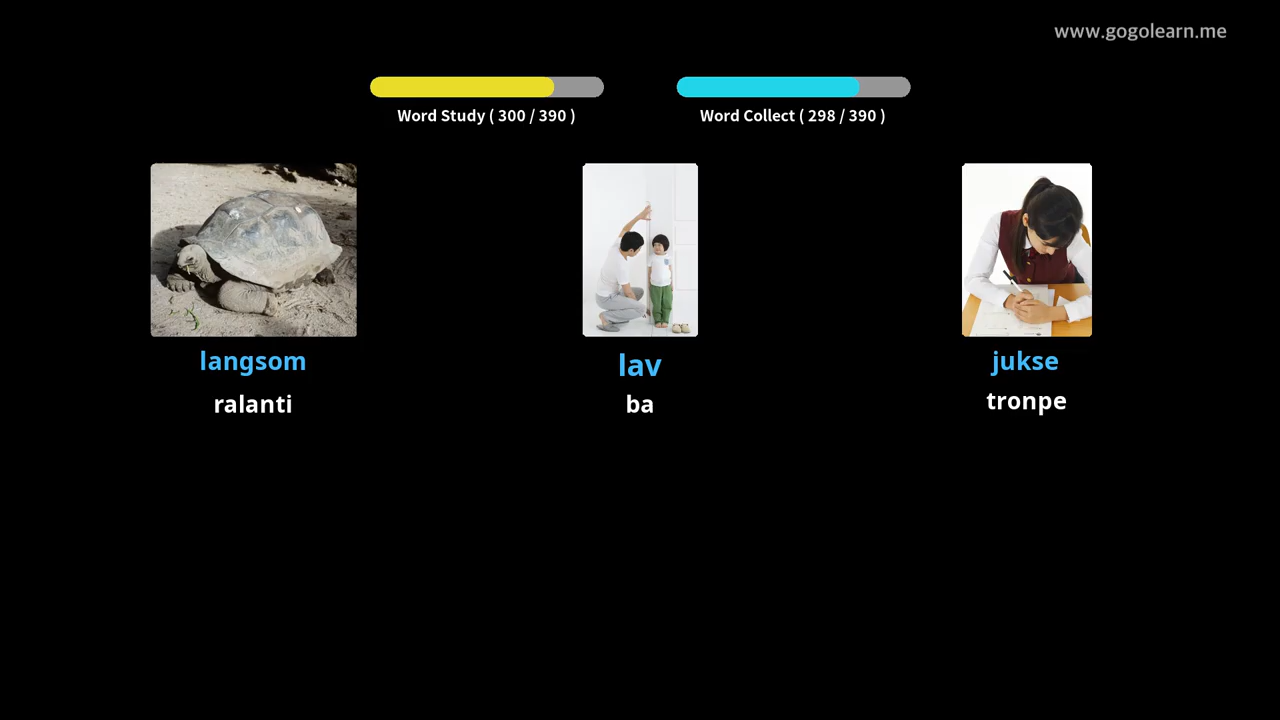 www.gogolearn.me
Word Study ( 300 / 390 )
Word Collect ( 298 / 390 )
langsom
lav
jukse
ralanti
ba
tronpe